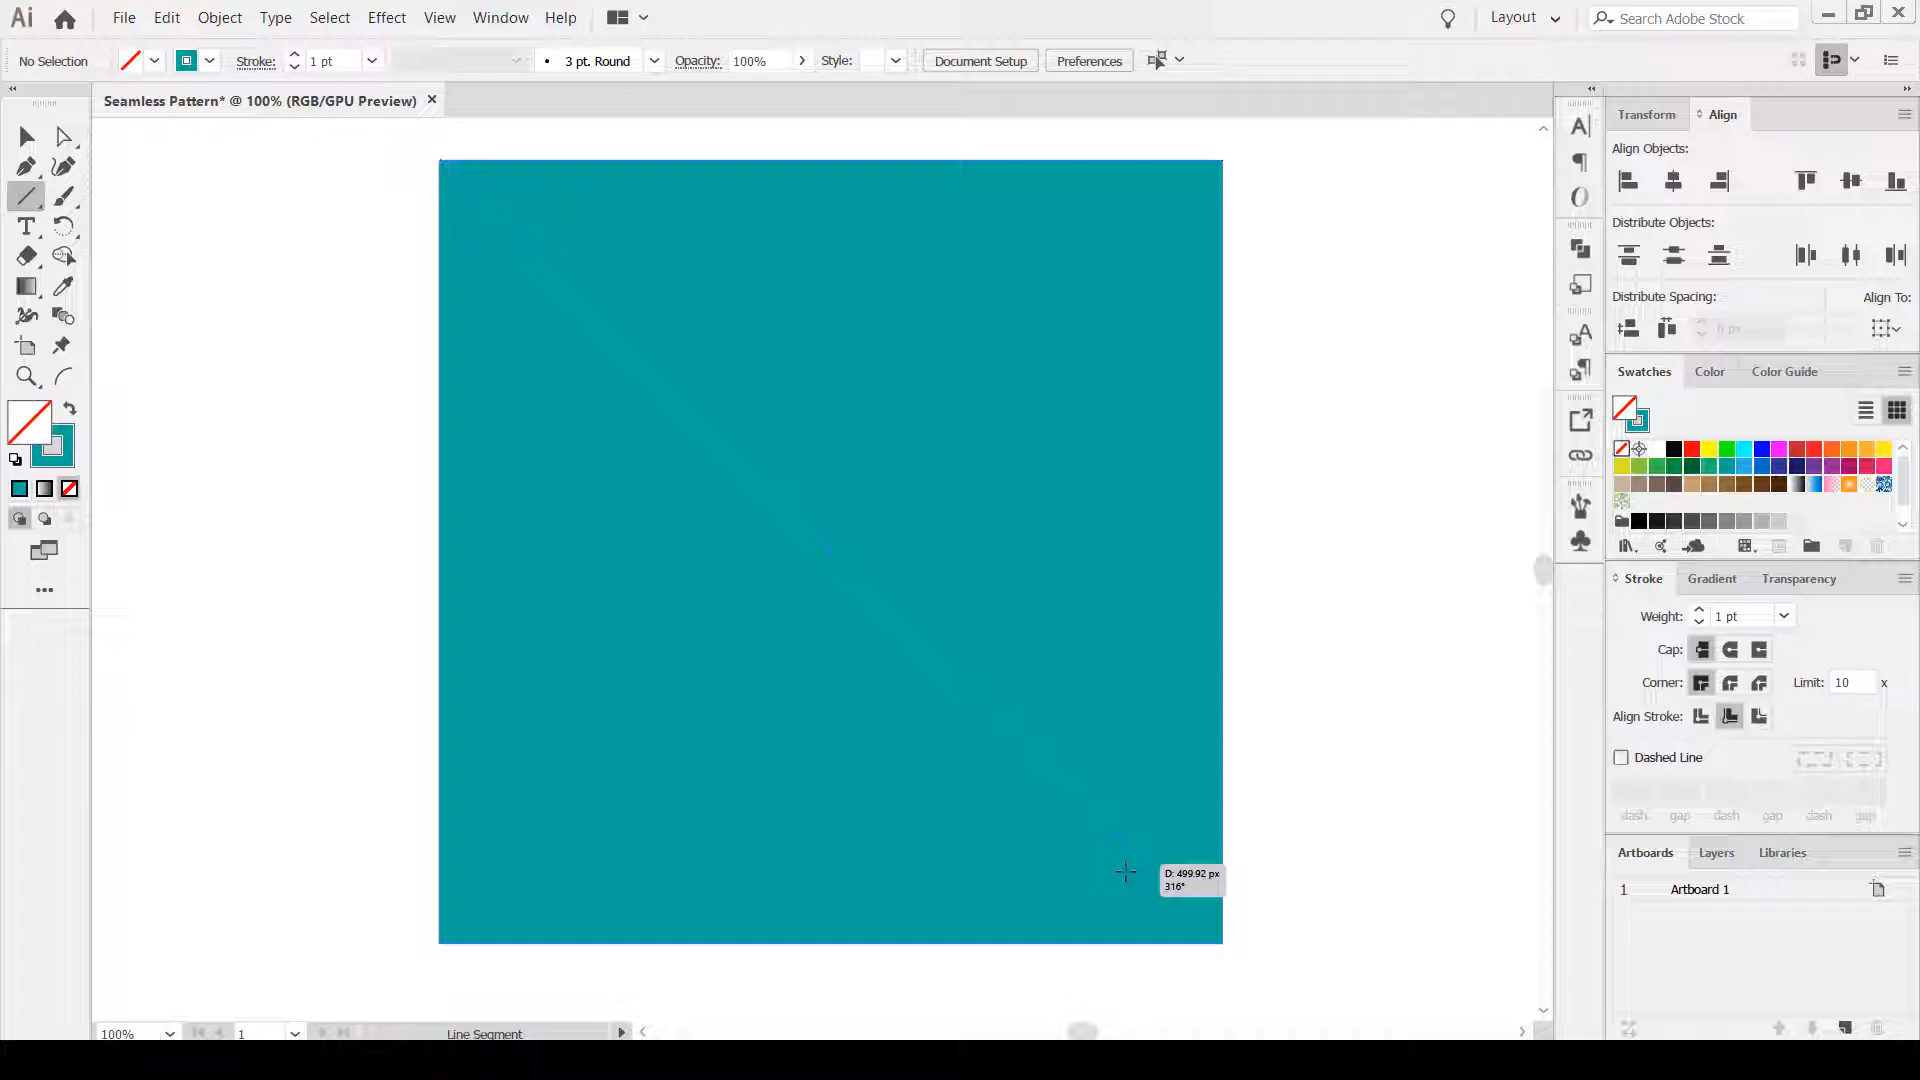 Ai File Edit Object Type Select Effect View Window Help Layout Search Adobe Stock
No Selection Stroke: 1 pt 3 pt. Round Opacity: 100% Style: Document Setup Preferences
Seamless Pattern* @ 100% (RGB/GPU Preview)
Transform Align
Align Objects:
Distribute Objects:
Distribute Spacing: Align To:
0 px
Swatches Color Color Guide
Stroke Gradient Transparency
Weight: 1 pt
Cap:
Corner: Limit: 10 x
Align Stroke:
Dashed Line
dash gap dash gap dash gap
Artboards Layers Libraries
1 Artboard 1
D: 499.92 px
316°
100% 1 Line Segment